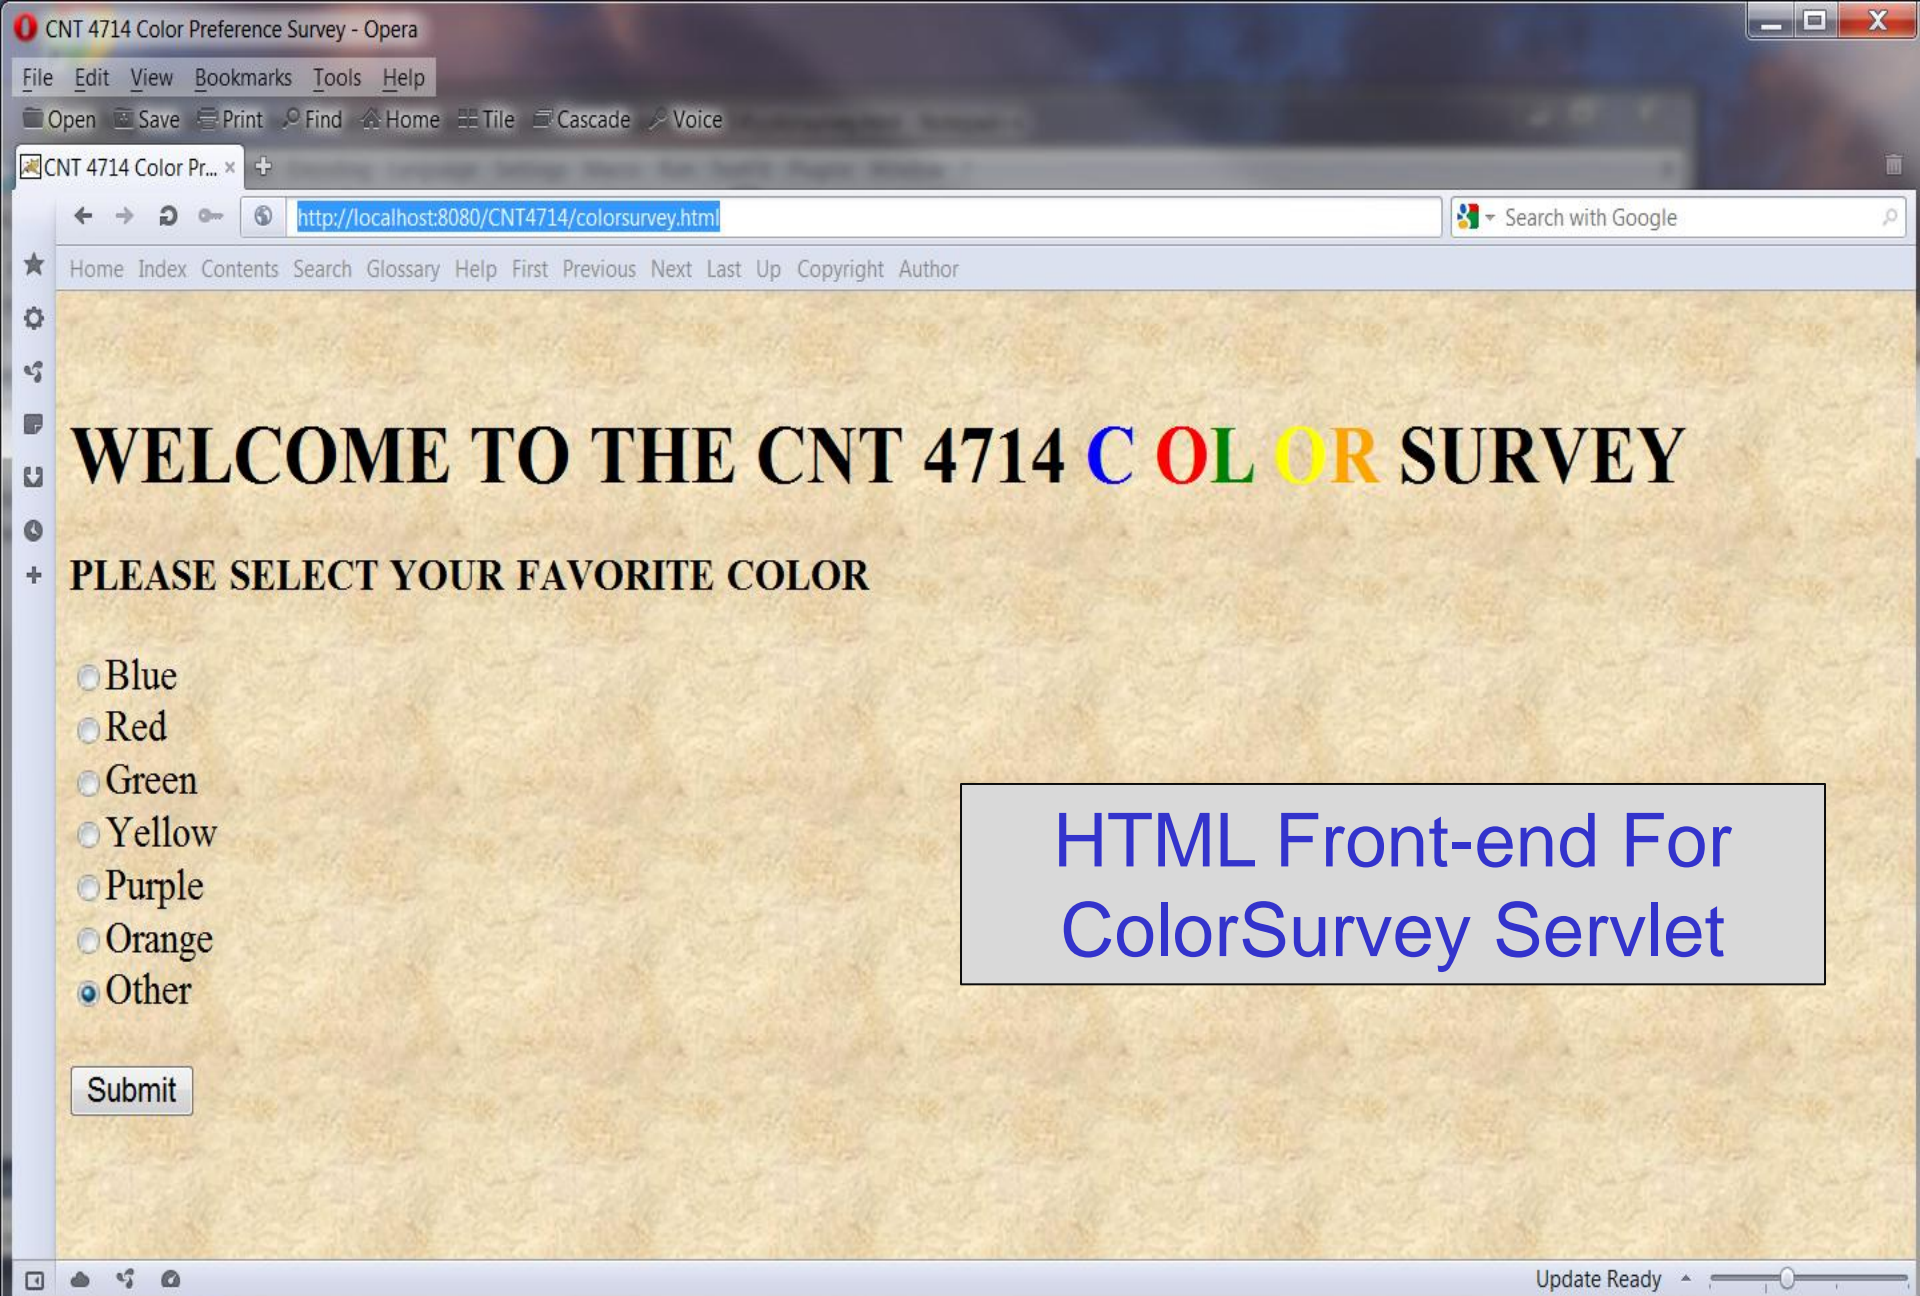 CNT 4714 Color Preference Survey - Opera
File Edit View Bookmarks Tools Help
Open Save Print Find Home Tile Cascade Voice
CNT 4714 Color Pr...
http://localhost:8080/CNT4714/colorsurvey.html
Search with Google
Home Index Contents Search Glossary Help First Previous Next Last Up Copyright Author
WELCOME TO THE CNT 4714 C OL OR SURVEY
PLEASE SELECT YOUR FAVORITE COLOR
Blue
Red
Green
Yellow
Purple
Orange
Other
HTML Front-end For
ColorSurvey Servlet
Submit
Update Ready